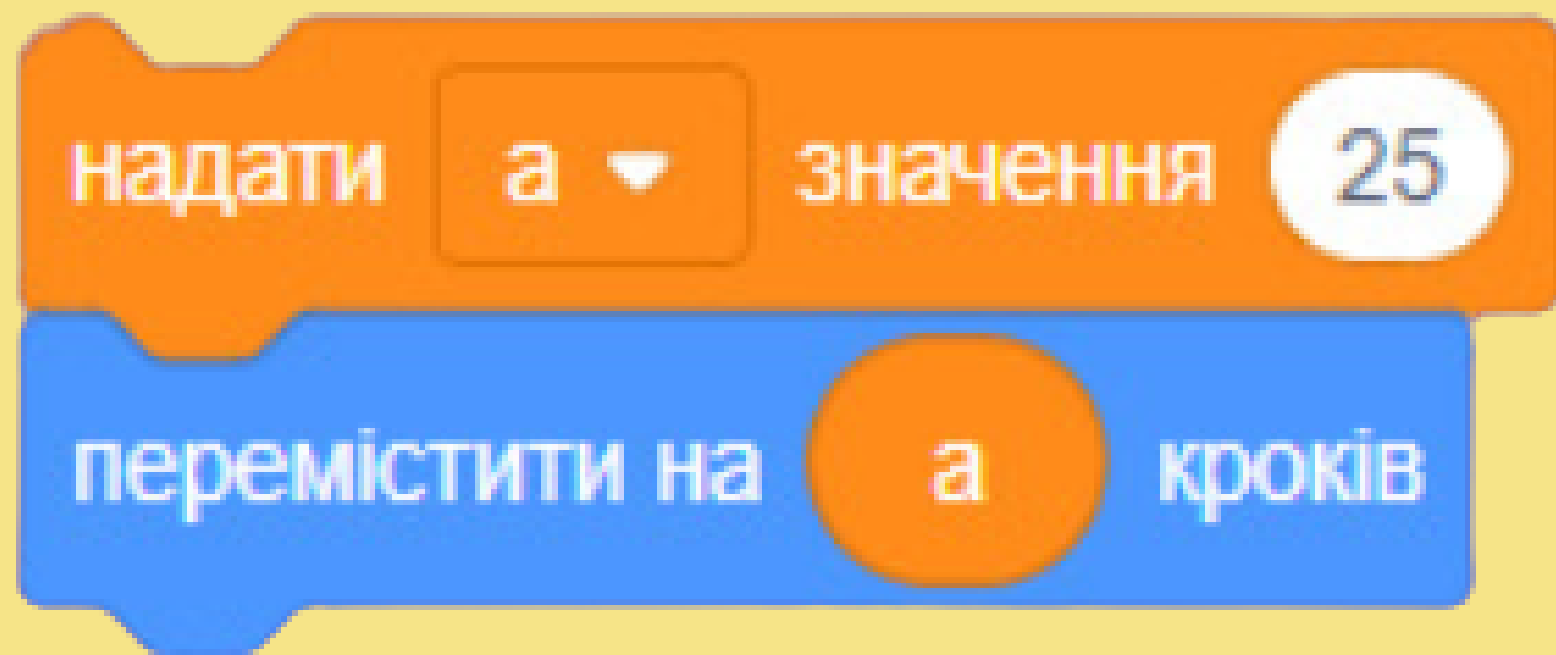 надати a значення 25
перемістити на a кроків